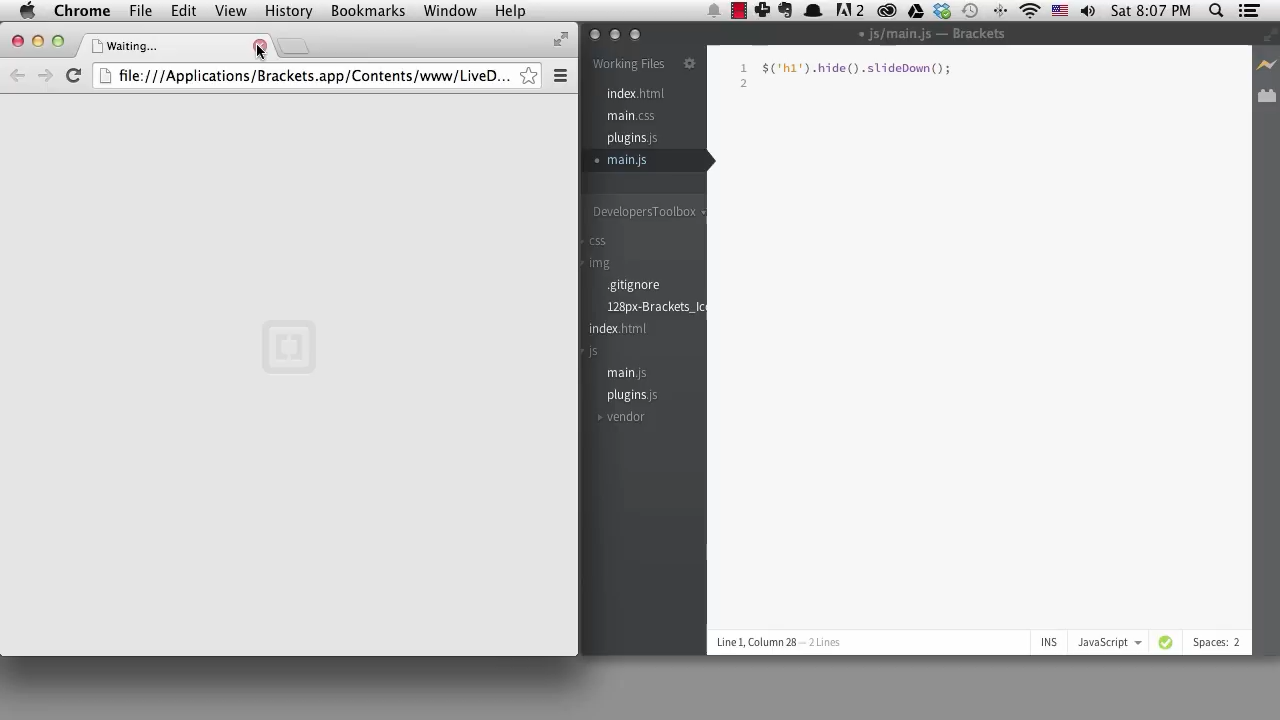 Chrome File Edit View History Bookmarks Window Help 2 Sat 8:07 PM
Waiting...
file:///Applications/Brackets.app/Contents/www/LiveD...
• js/main.js — Brackets
Working Files
index.html
main.css
plugins.js
main.js
DevelopersToolbox
css
img
.gitignore
128px-Brackets_Ic
index.html
js
main.js
plugins.js
vendor
1 $('h1').hide().slideDown();
2
Line 1, Column 28 — 2 Lines INS JavaScript Spaces: 2